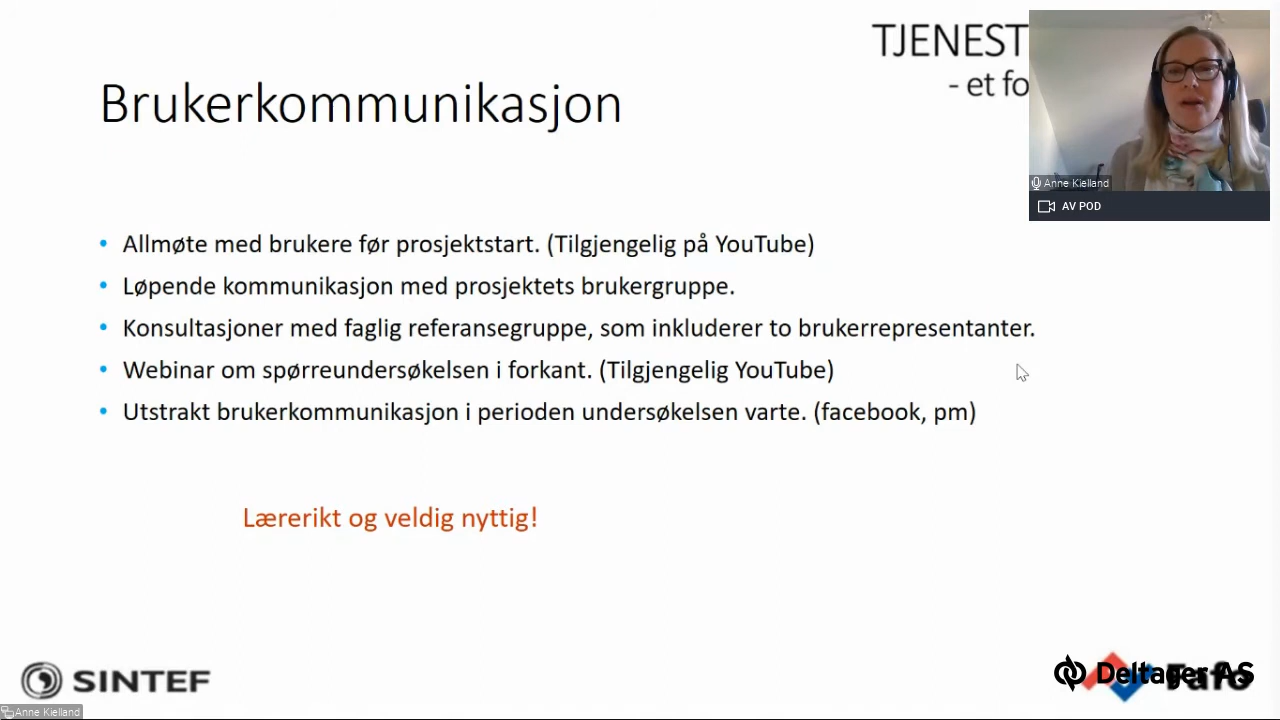 TJENEST
- et fo
Brukerkommunikasjon
Anne Kielland
AV POD
• Allmøte med brukere før prosjektstart. (Tilgjengelig på YouTube)
• Løpende kommunikasjon med prosjektets brukergruppe.
• Konsultasjoner med faglig referansegruppe, som inkluderer to brukerrepresentanter.
• Webinar om spørreundersøkelsen i forkant. (Tilgjengelig YouTube)
• Utstrakt brukerkommunikasjon i perioden undersøkelsen varte. (facebook, pm)
Lærerikt og veldig nyttig!
SINTEF
Deltager AS
Fafo
Anne Kielland